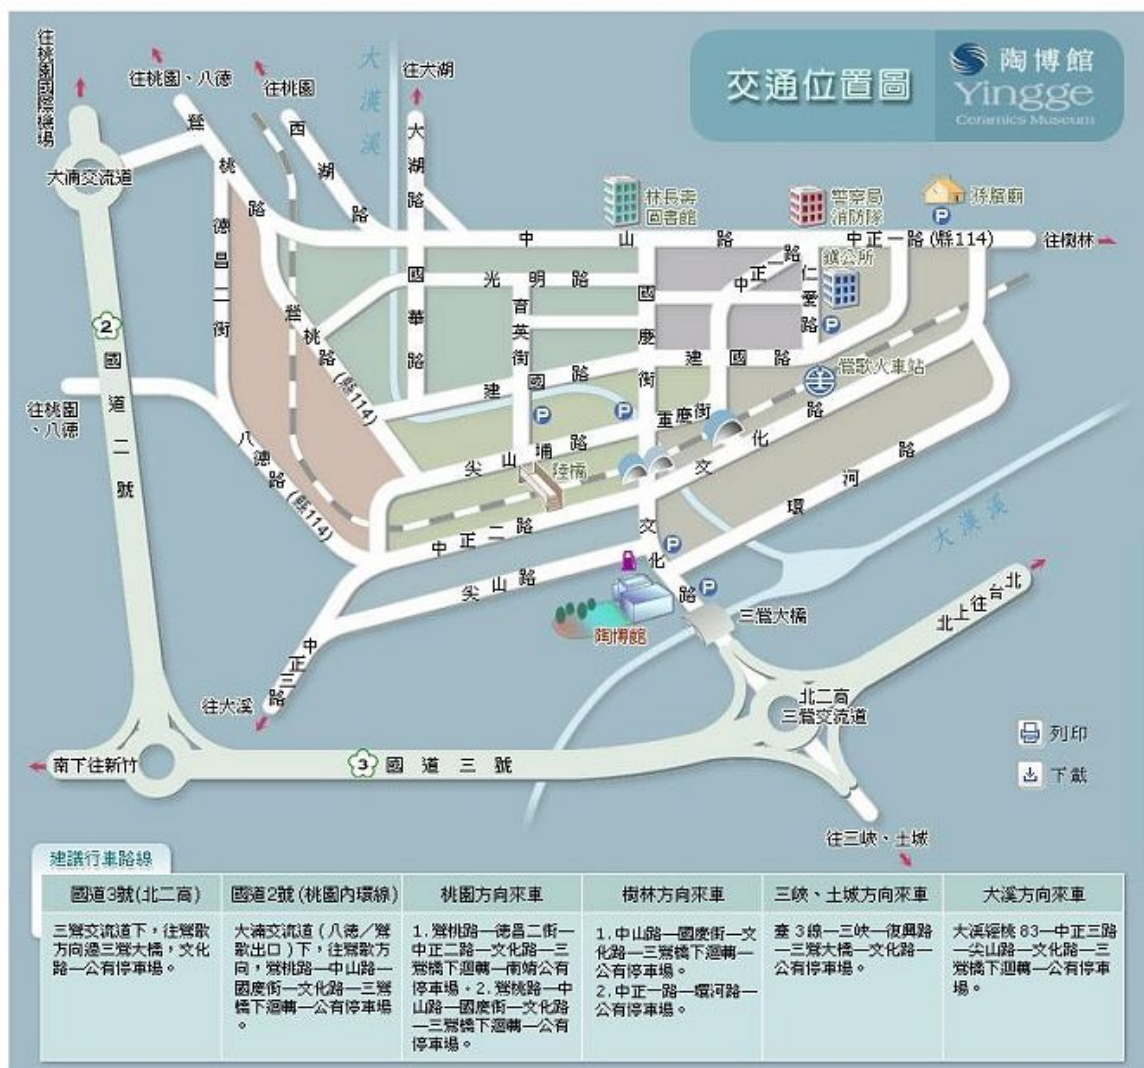 交通位置圖
陶博館
Yingge
Ceramics Museum
往桃園國際機場
往桃園、八德
往桃園
大漢溪
往大湖
大湖路
西湖路
鶯桃路
大湳交流道
德昌二街
林長壽
圖書館
警察局
消防隊
孫臏廟
P
中山路
中正一路(縣114)
往樹林
鎮公所
中正一路
仁愛路
P
光明路
國華路
育英街
國慶街
建國路
建國路
鶯歌火車站
2
國道二號
鶯桃路(縣114)
往桃園
、八德
八德路(縣114)
P
P
重慶街
尖山埔路
陸橋
文化路
環河路
中正二路
大漢溪
文化路
P
P
尖山路
陶博館
三鶯大橋
北上往台北
中正三路
往大溪
北二高
三鶯交流道
南下往新竹
3 國道三號
列印
下載
往三峽、土城
建議行車路線
國道3號(北二高)
三鶯交流道下，往鶯歌
方向過三鶯大橋，文化
路—公有停車場。
國道2號(桃園內環線)
大湳交流道(八德／鶯
歌出口)下，往鶯歌方
向，鶯桃路—中山路—
國慶街—文化路—三鶯
橋下迴轉—公有停車場
。
桃園方向來車
1.鶯桃路—德昌二街—
中正二路—文化路—三
鶯橋下迴轉—南靖公有
停車場。2.鶯桃路—中
山路—國慶街—文化路
—三鶯橋下迴轉—公有
停車場。
樹林方向來車
1.中山路—國慶街—文
化路—三鶯橋下迴轉—
公有停車場。
2.中正一路—環河路—
公有停車場。
三峽、土城方向來車
臺3線—三峽—復興路
—三鶯大橋—文化路—
公有停車場。
大溪方向來車
大溪經桃83—中正三路
—尖山路—文化路—三
鶯橋下迴轉—公有停車
場。